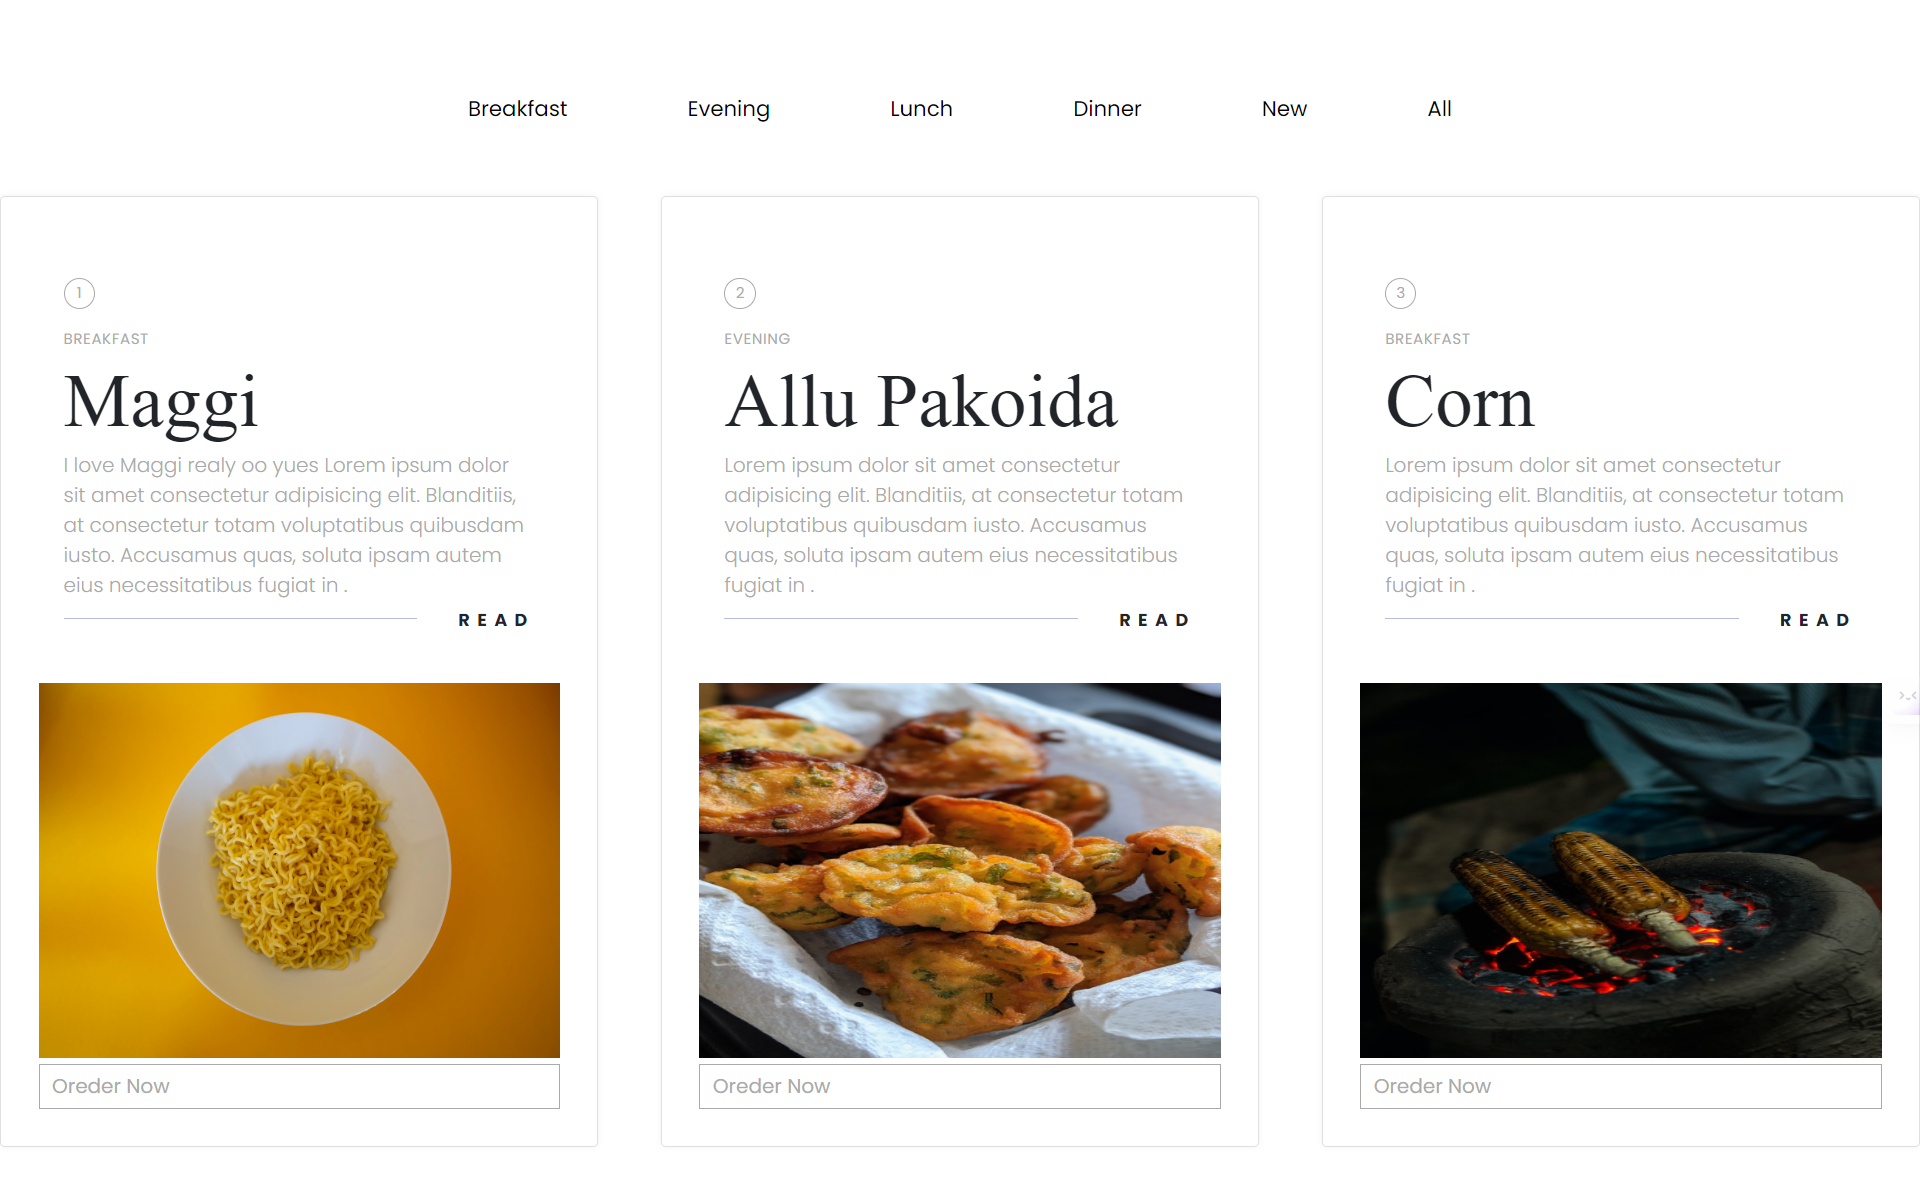 Breakfast Evening Lunch Dinner New All
1
BREAKFAST
Maggi
I love Maggi realy oo yues Lorem ipsum dolor
sit amet consectetur adipisicing elit. Blanditiis,
at consectetur totam voluptatibus quibusdam
iusto. Accusamus quas, soluta ipsam autem
eius necessitatibus fugiat in .
READ
Oreder Now
2
EVENING
Allu Pakoida
Lorem ipsum dolor sit amet consectetur
adipisicing elit. Blanditiis, at consectetur totam
voluptatibus quibusdam iusto. Accusamus
quas, soluta ipsam autem eius necessitatibus
fugiat in .
READ
Oreder Now
3
BREAKFAST
Corn
Lorem ipsum dolor sit amet consectetur
adipisicing elit. Blanditiis, at consectetur totam
voluptatibus quibusdam iusto. Accusamus
quas, soluta ipsam autem eius necessitatibus
fugiat in .
READ
Oreder Now